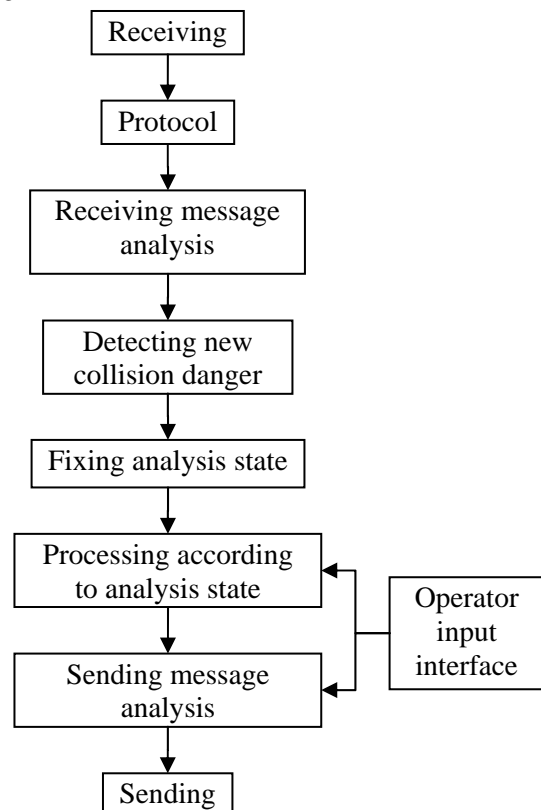 Receiving
Protocol
Receiving message
analysis
Detecting new
collision danger
Fixing analysis state
Processing according
to analysis state
Operator
input
interface
Sending message
analysis
Sending